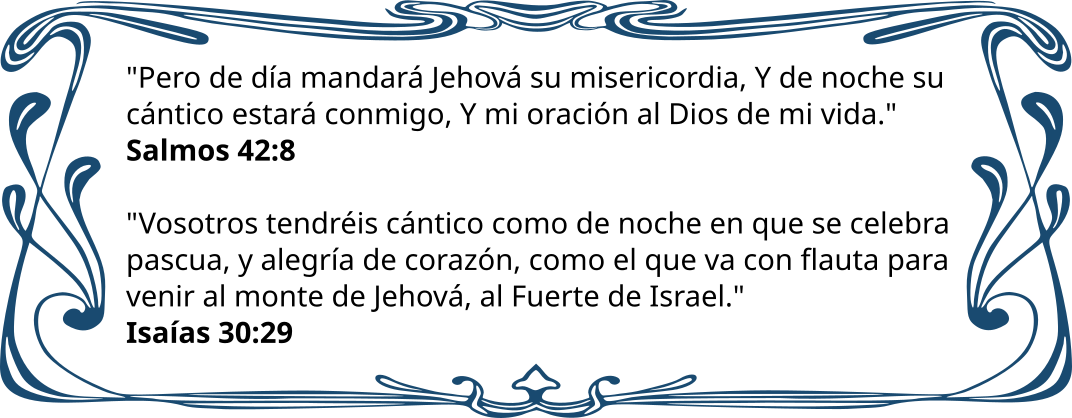 "Pero de día mandará Jehová su misericordia, Y de noche su
cántico estará conmigo, Y mi oración al Dios de mi vida."
Salmos 42:8
"Vosotros tendréis cántico como de noche en que se celebra
pascua, y alegría de corazón, como el que va con flauta para
venir al monte de Jehová, al Fuerte de Israel."
Isaías 30:29